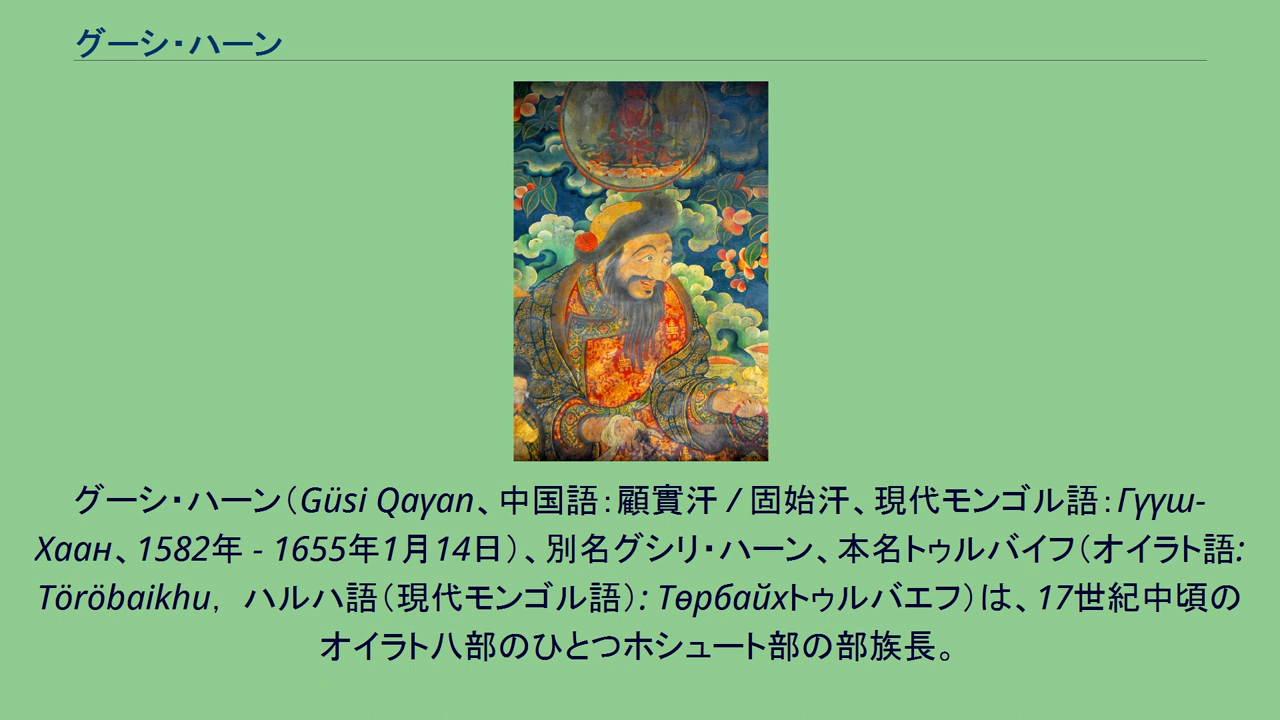 グーシ・ハーン
グーシ・ハーン（Güsi Qaγan、中国語：顧實汗 / 固始汗、現代モンゴル語：Гүүш-
Хаан、1582年 - 1655年1月14日）、別名グシリ・ハーン、本名トゥルバイフ（オイラト語:
Töröbaikhu， ハルハ語（現代モンゴル語）: Төрбайхトゥルバエフ）は、17世紀中頃の
オイラト八部のひとつホシュート部の部族長。